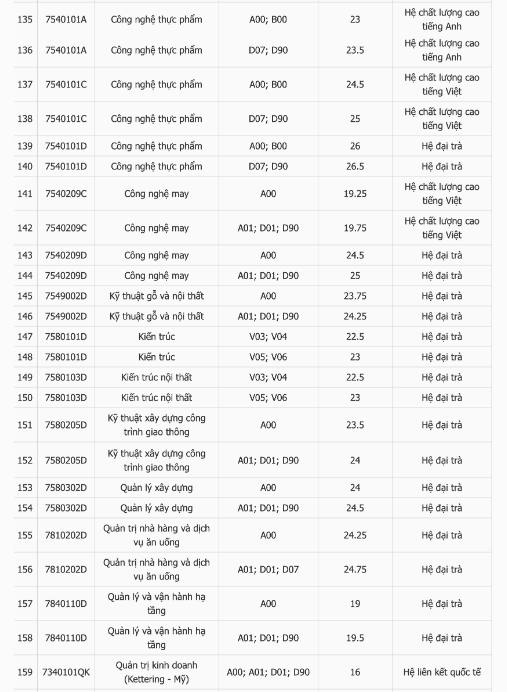 135 7540101A Công nghệ thực phẩm A00; B00 23 Hệ chất lượng cao tiếng Anh
136 7540101A Công nghệ thực phẩm D07; D90 23.5 Hệ chất lượng cao tiếng Anh
137 7540101C Công nghệ thực phẩm A00; B00 24.5 Hệ chất lượng cao tiếng Việt
138 7540101C Công nghệ thực phẩm D07; D90 25 Hệ chất lượng cao tiếng Việt
139 7540101D Công nghệ thực phẩm A00; B00 26 Hệ đại trà
140 7540101D Công nghệ thực phẩm D07; D90 26.5 Hệ đại trà
141 7540209C Công nghệ may A00 19.25 Hệ chất lượng cao tiếng Việt
142 7540209C Công nghệ may A01; D01; D90 19.75 Hệ chất lượng cao tiếng Việt
143 7540209D Công nghệ may A00 24.5 Hệ đại trà
144 7540209D Công nghệ may A01; D01; D90 25 Hệ đại trà
145 7549002D Kỹ thuật gỗ và nội thất A00 23.75 Hệ đại trà
146 7549002D Kỹ thuật gỗ và nội thất A01; D01; D90 24.25 Hệ đại trà
147 7580101D Kiến trúc V03; V04 22.5 Hệ đại trà
148 7580101D Kiến trúc V05; V06 23 Hệ đại trà
149 7580103D Kiến trúc nội thất V03; V04 22.5 Hệ đại trà
150 7580103D Kiến trúc nội thất V05; V06 23 Hệ đại trà
151 7580205D Kỹ thuật xây dựng công trình giao thông A00 23.5 Hệ đại trà
152 7580205D Kỹ thuật xây dựng công trình giao thông A01; D01; D90 24 Hệ đại trà
153 7580302D Quản lý xây dựng A00 24 Hệ đại trà
154 7580302D Quản lý xây dựng A01; D01; D90 24.5 Hệ đại trà
155 7810202D Quản trị nhà hàng và dịch vụ ăn uống A00 24.25 Hệ đại trà
156 7810202D Quản trị nhà hàng và dịch vụ ăn uống A01; D01; D07 24.75 Hệ đại trà
157 7840110D Quản lý và vận hành hạ tầng A00 19 Hệ đại trà
158 7840110D Quản lý và vận hành hạ tầng A01; D01; D90 19.5 Hệ đại trà
159 7340101QK Quản trị kinh doanh (Kettering - Mỹ) A00; A01; D01; D90 16 Hệ liên kết quốc tế